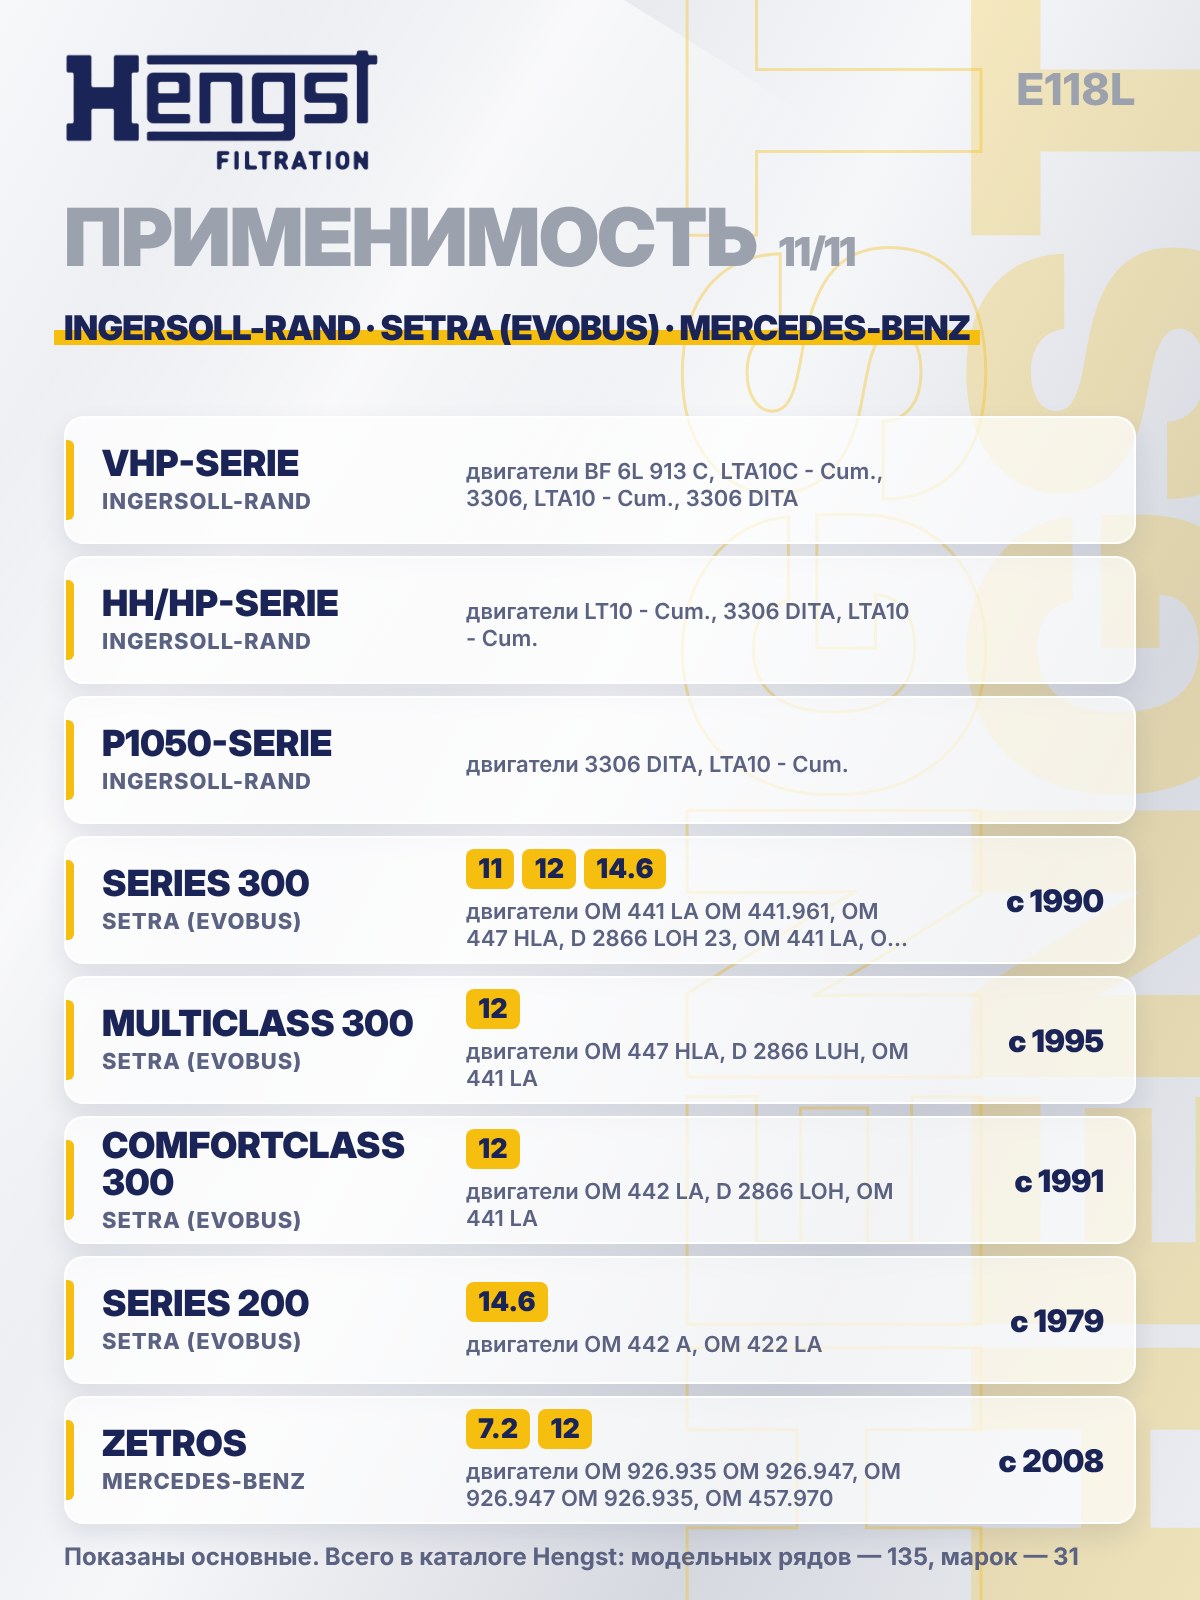 Hengst
FILTRATION
E118L
ПРИМЕНИМОСТЬ 11/11
INGERSOLL-RAND · SETRA (EVOBUS) · MERCEDES-BENZ
VHP-SERIE
INGERSOLL-RAND
двигатели BF 6L 913 C, LTA10C - Cum.,
3306, LTA10 - Cum., 3306 DITA
HH/HP-SERIE
INGERSOLL-RAND
двигатели LT10 - Cum., 3306 DITA, LTA10
- Cum.
P1050-SERIE
INGERSOLL-RAND
двигатели 3306 DITA, LTA10 - Cum.
SERIES 300
SETRA (EVOBUS)
11 12 14.6
двигатели OM 441 LA OM 441.961, OM
447 HLA, D 2866 LOH 23, OM 441 LA, O...
с 1990
MULTICLASS 300
SETRA (EVOBUS)
12
двигатели OM 447 HLA, D 2866 LUH, OM
441 LA
с 1995
COMFORTCLASS
300
SETRA (EVOBUS)
12
двигатели OM 442 LA, D 2866 LOH, OM
441 LA
с 1991
SERIES 200
SETRA (EVOBUS)
14.6
двигатели OM 442 A, OM 422 LA
с 1979
ZETROS
MERCEDES-BENZ
7.2 12
двигатели OM 926.935 OM 926.947, OM
926.947 OM 926.935, OM 457.970
с 2008
Показаны основные. Всего в каталоге Hengst: модельных рядов — 135, марок — 31
HENGST
HENGST